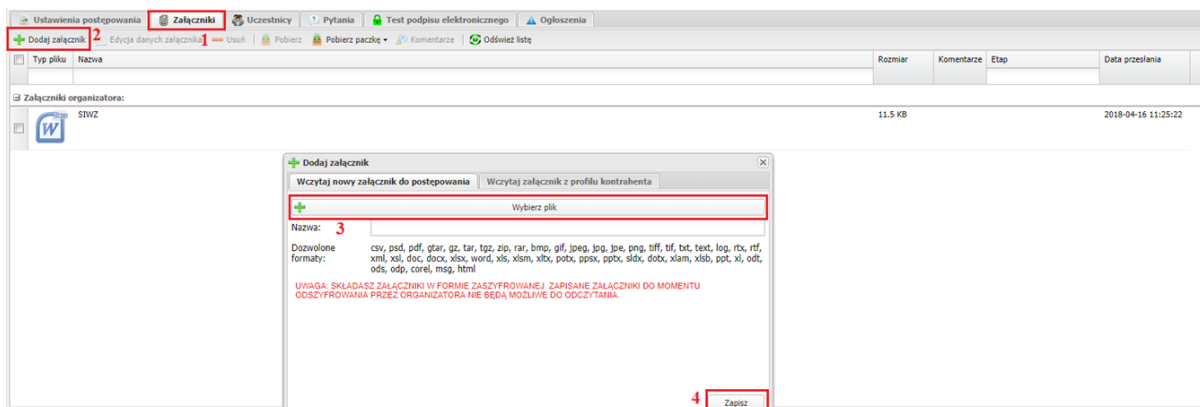 Ustawienia postępowania Załączniki Uczestnicy Pytania Test podpisu elektronicznego Ogłoszenia
Dodaj załącznik 2 Edycja danych załącznika 1 Usuń Pobierz Pobierz paczkę Komentarze Odśwież listę
Typ pliku Nazwa Rozmiar Komentarze Etap Data przesłania
Załączniki organizatora:
SIWZ 11.5 KB 2018-04-16 11:25:22
W
Dodaj załącznik
Wczytaj nowy załącznik do postępowania Wczytaj załącznik z profilu kontrahenta
Wybierz plik
Nazwa: 3
Dozwolone formaty: csv, psd, pdf, gtar, gz, tar, tgz, zip, rar, bmp, gif, jpeg, jpg, jpe, png, tiff, tif, txt, text, log, rtx, rtf,
xml, xsl, doc, docx, xlsx, word, xls, xlsm, xltx, potx, ppsx, pptx, sldx, dotx, xlam, xlsb, ppt, xl, odt,
ods, odp, corel, msg, html
UWAGA: SKŁADASZ ZAŁĄCZNIKI W FORMIE ZASZYFROWANEJ. ZAPISANE ZAŁĄCZNIKI DO MOMENTU
ODSZYFROWANIA PRZEZ ORGANIZATORA NIE BĘDĄ MOŻLIWE DO ODCZYTANIA.
4 Zapisz